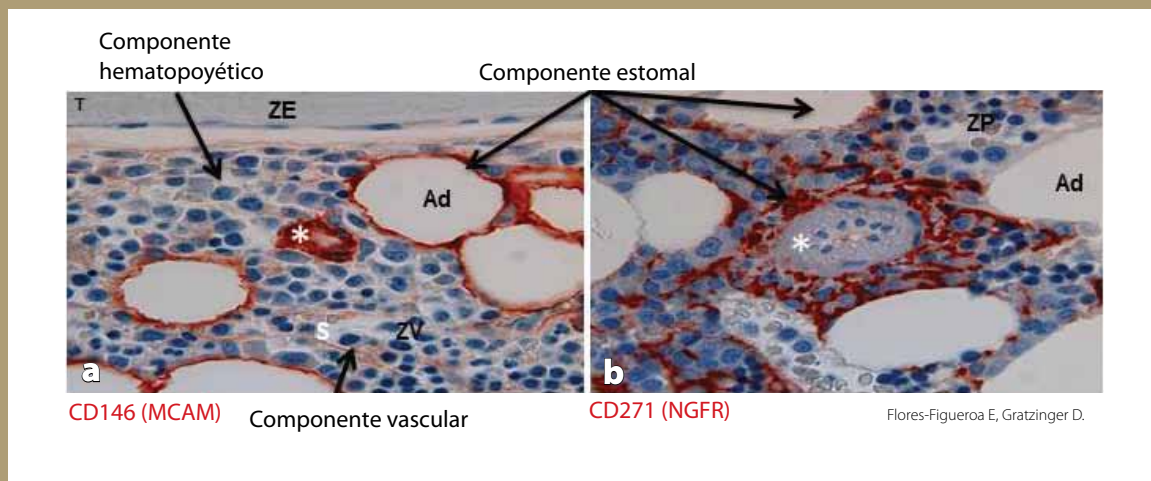 Componente
hematopoyético
Componente estomal
T
ZE
ZP
Ad
Ad
*
*
S
ZV
a
b
CD146 (MCAM)
Componente vascular
CD271 (NGFR)
Flores-Figueroa E, Gratzinger D.